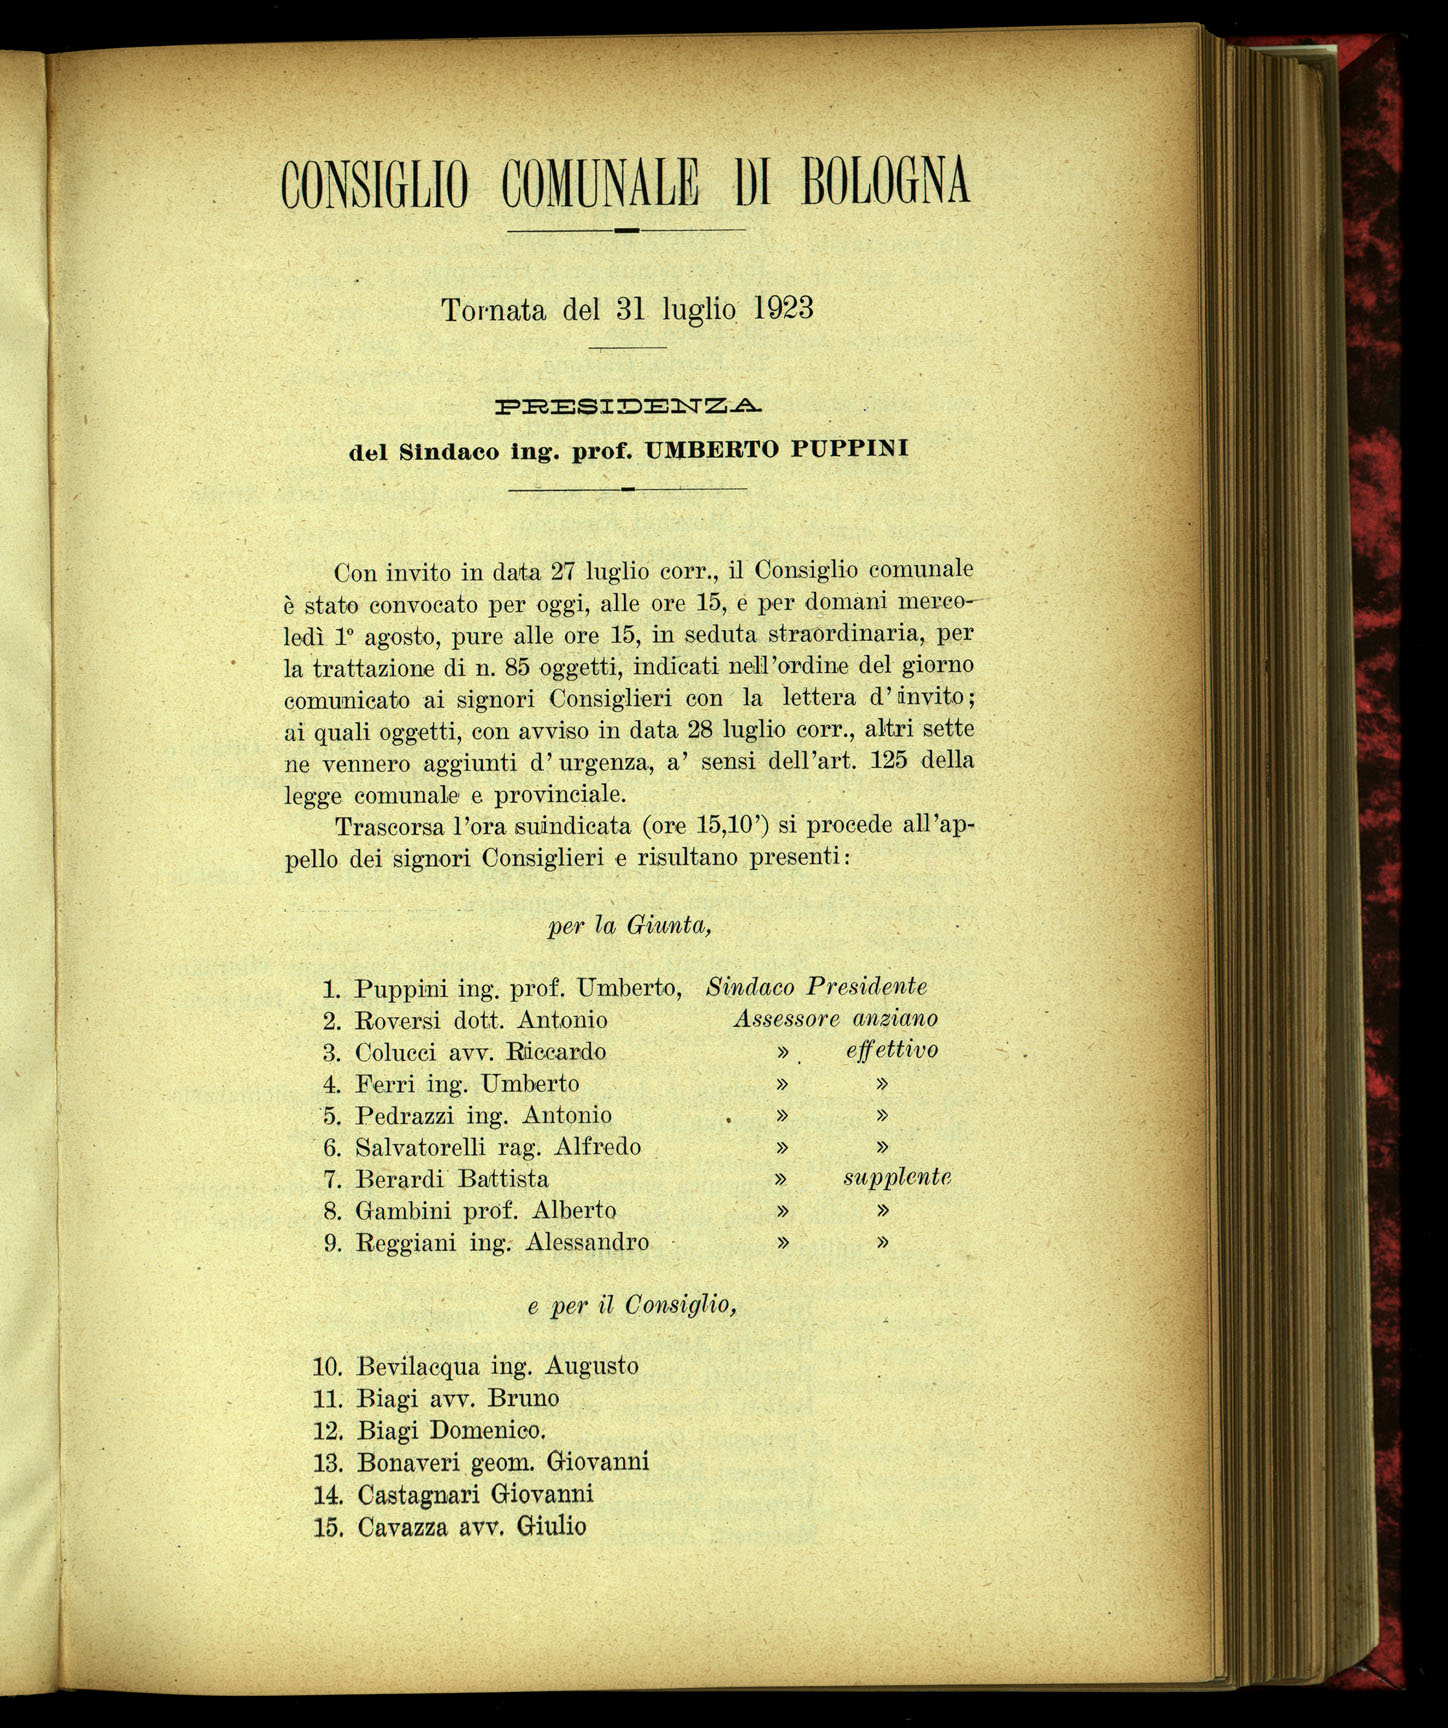 CONSIGLIO COMUNALE DI BOLOGNA
Tornata del 31 luglio 1923
PRESIDENZA
del Sindaco ing. prof. UMBERTO PUPPINI
Con invito in data 27 luglio corr., il Consiglio comunale
è stato convocato per oggi, alle ore 15, e per domani merco-
ledì 1° agosto, pure alle ore 15, in seduta straordinaria, per
la trattazione di n. 85 oggetti, indicati nell'ordine del giorno
comunicato ai signori Consiglieri con la lettera d' invito;
ai quali oggetti, con avviso in data 28 luglio corr., altri sette
ne vennero aggiunti d' urgenza, a' sensi dell'art. 125 della
legge comunale e provinciale.
Trascorsa l'ora suindicata (ore 15,10') si procede all'ap-
pello dei signori Consiglieri e risultano presenti:
per la Giunta,
1. Puppini ing. prof. Umberto, Sindaco Presidente
2. Roversi dott. Antonio Assessore anziano
3. Colucci avv. Riccardo » effettivo
4. Ferri ing. Umberto » »
5. Pedrazzi ing. Antonio » »
6. Salvatorelli rag. Alfredo » »
7. Berardi Battista » supplente
8. Gambini prof. Alberto » »
9. Reggiani ing. Alessandro » »
e per il Consiglio,
10. Bevilacqua ing. Augusto
11. Biagi avv. Bruno
12. Biagi Domenico.
13. Bonaveri geom. Giovanni
14. Castagnari Giovanni
15. Cavazza avv. Giulio